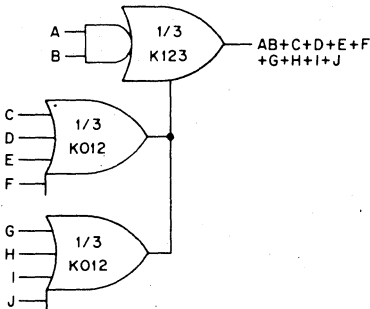 A
B
1/3
K123
AB+C+D+E+F
+G+H+I+J
C
D
E
F
1/3
K012
G
H
I
J
1/3
K012